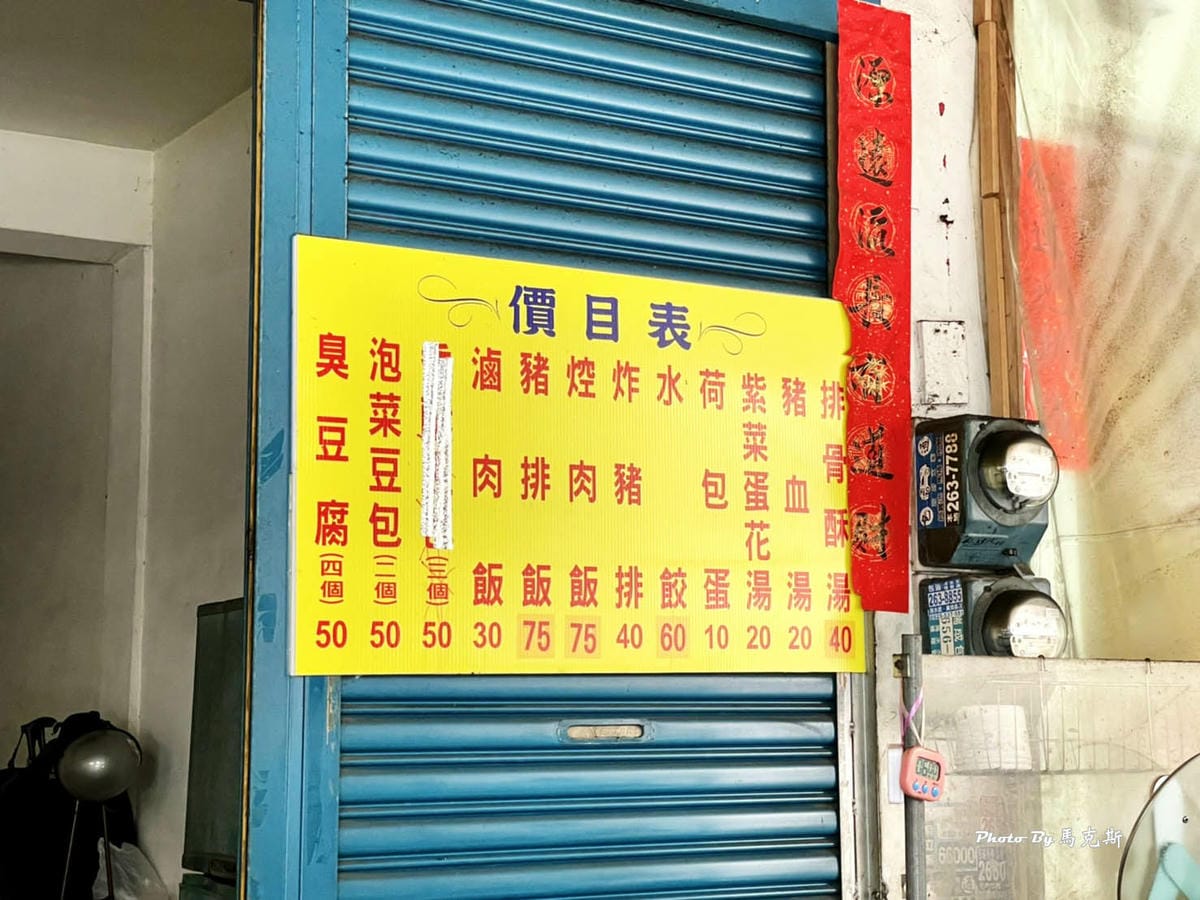 價目表
臭豆腐(四個) 50
泡菜豆包(二個) 50
(三個) 50
滷肉飯 30
豬排飯 75
焢肉飯 75
炸豬排 40
水餃 60
荷包蛋 10
紫菜蛋花湯 20
豬血湯 20
排骨酥湯 40
263-7788
263-8955
Photo By 馬克斯